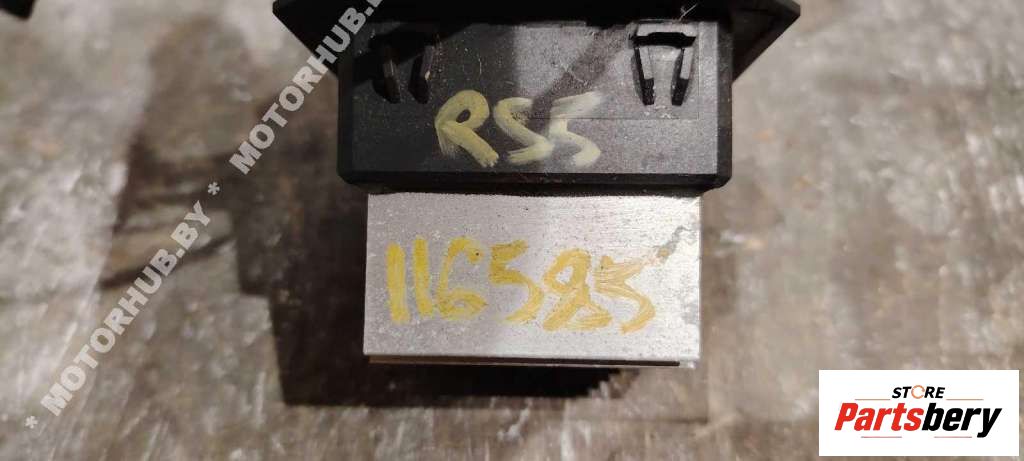 * MOTORHUB.BY * MOTORHUB.BY
RS5
116585
STORE
Partsbery